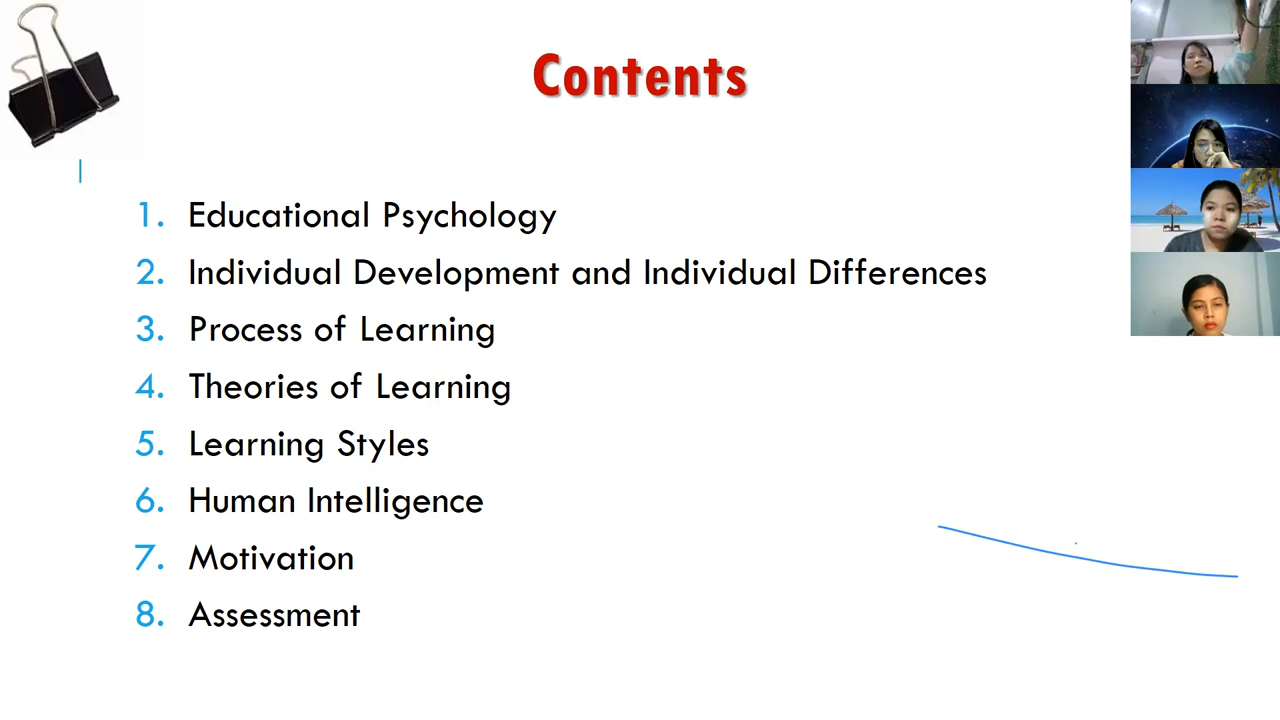 Contents
1. Educational Psychology
2. Individual Development and Individual Differences
3. Process of Learning
4. Theories of Learning
5. Learning Styles
6. Human Intelligence
7. Motivation
8. Assessment